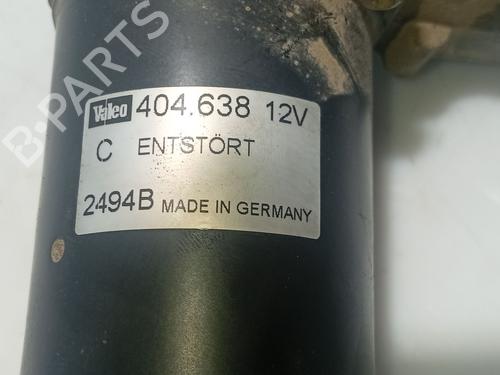 B-PARTS
Valeo 404.638 12V
C ENTSTÖRT
2494B MADE IN GERMANY